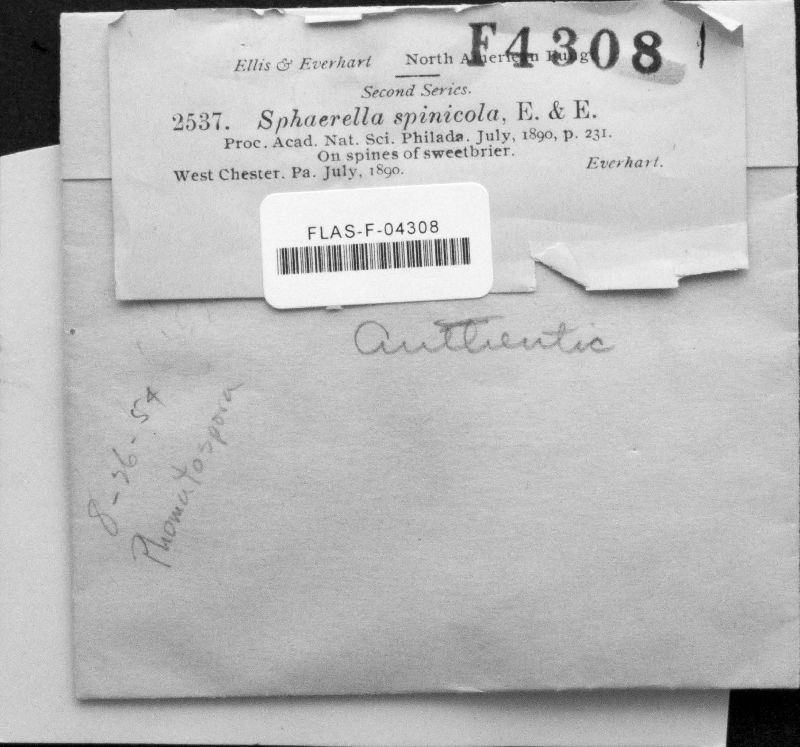 F4308
Ellis & Everhart North American Fungi
Second Series.
2537. Sphaerella spinicola, E. & E.
Proc. Acad. Nat. Sci. Philada. July, 1890, p. 231.
On spines of sweetbrier.
West Chester. Pa. July, 1890. Everhart.
FLAS-F-04308
Authentic
8-26-54
Phomatospora